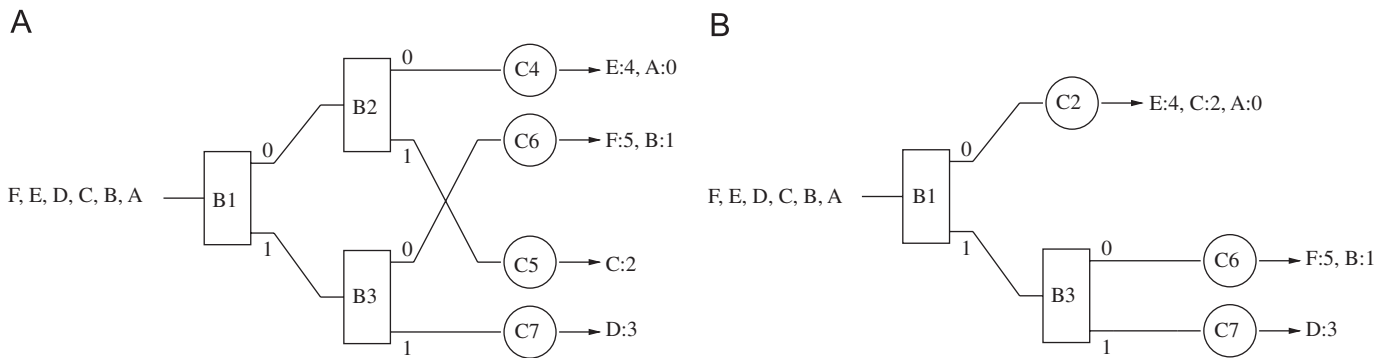 A
F, E, D, C, B, A
B1
0
1
B2
0
1
B3
0
1
C4
E:4, A:0
C6
F:5, B:1
C5
C:2
C7
D:3
B
F, E, D, C, B, A
B1
0
1
C2
E:4, C:2, A:0
B3
0
1
C6
F:5, B:1
C7
D:3